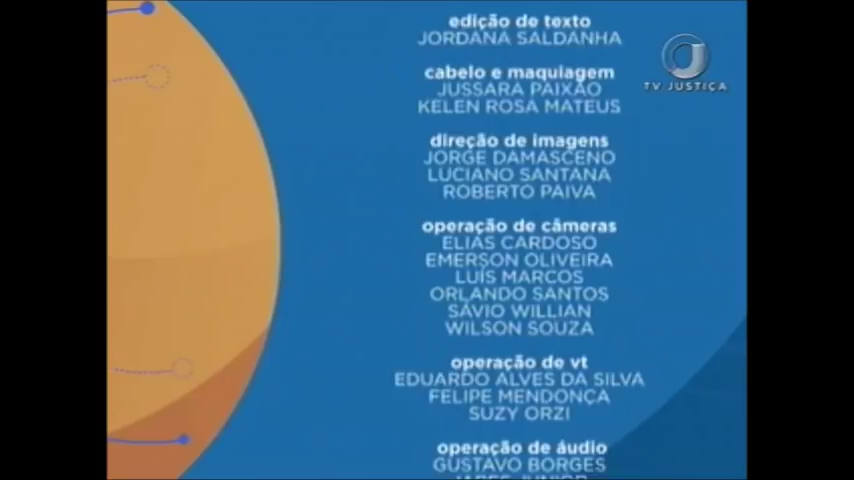 edição de texto
JORDANA SALDANHA
TV JUSTIÇA
cabelo e maquiagem
JUSSARA PAIXÃO
KELEN ROSA MATEUS
direção de imagens
JORGE DAMASCENO
LUCIANO SANTANA
ROBERTO PAIVA
operação de câmeras
ELIAS CARDOSO
EMERSON OLIVEIRA
LUÍS MARCOS
ORLANDO SANTOS
SÁVIO WILLIAN
WILSON SOUZA
operação de vt
EDUARDO ALVES DA SILVA
FELIPE MENDONÇA
SUZY ORZI
operação de áudio
GUSTAVO BORGES